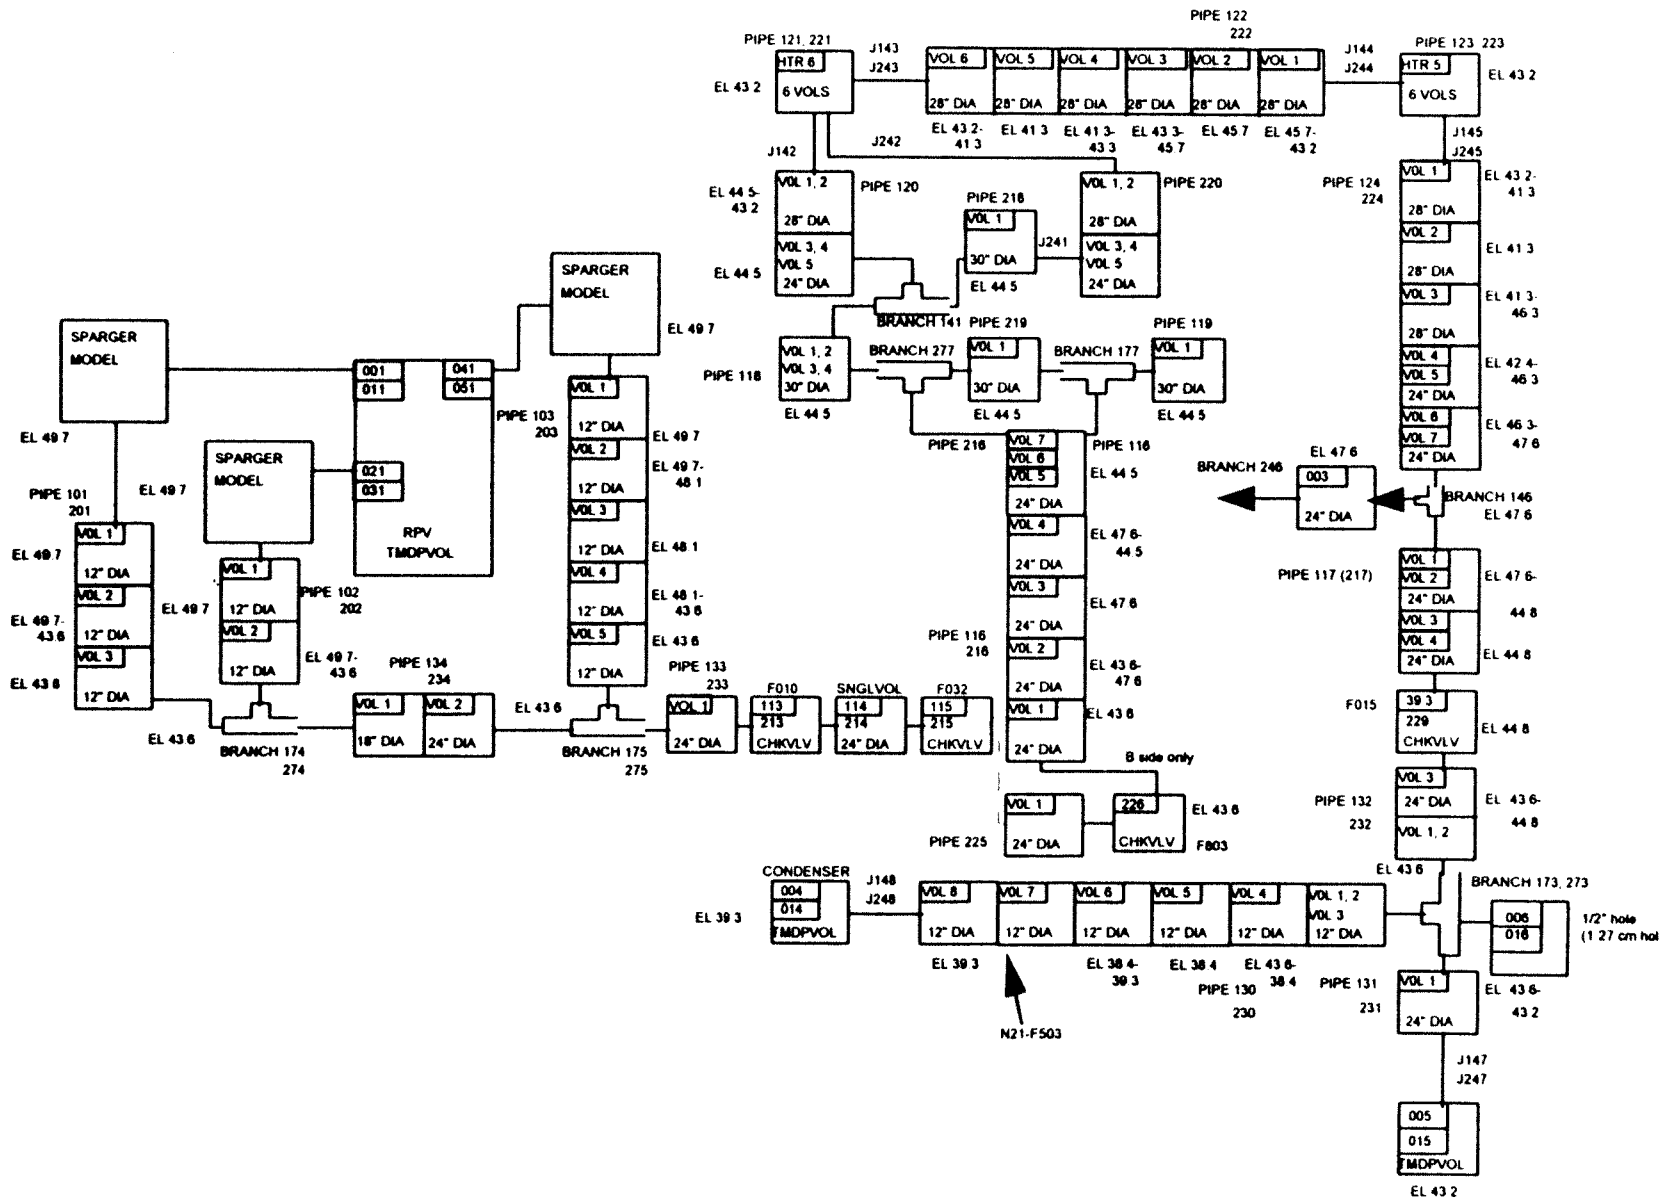 PIPE 122
222
PIPE 121, 221
HTR 6
6 VOLS
EL 43 2
J143
J243
VOL 6
28" DIA
VOL 5
28" DIA
VOL 4
28" DIA
VOL 3
28" DIA
VOL 2
28" DIA
VOL 1
28" DIA
EL 43 2-
41 3
EL 41 3
EL 41 3-
43 3
EL 43 3-
45 7
EL 45 7
EL 45 7-
43 2
J144
J244
PIPE 123 223
HTR 5
6 VOLS
EL 43 2
J142
J242
J145
J245
EL 44 5-
43 2
VOL 1, 2
28" DIA
PIPE 120
EL 44 5
VOL 3, 4
VOL 5
24" DIA
PIPE 218
VOL 1
30" DIA
EL 44 5
J241
VOL 1, 2
28" DIA
PIPE 220
VOL 3, 4
VOL 5
24" DIA
BRANCH 141
PIPE 118
VOL 1, 2
VOL 3, 4
30" DIA
EL 44 5
BRANCH 277
PIPE 219
VOL 1
30" DIA
EL 44 5
BRANCH 177
PIPE 119
VOL 1
30" DIA
EL 44 5
PIPE 124
224
VOL 1
28" DIA
EL 43 2-
41 3
VOL 2
28" DIA
EL 41 3
VOL 3
28" DIA
EL 41 3-
46 3
VOL 4
VOL 5
24" DIA
EL 42 4-
46 3
VOL 6
VOL 7
24" DIA
EL 46 3-
47 6
BRANCH 246
EL 47 6
003
24" DIA
BRANCH 146
EL 47 6
PIPE 117 (217)
VOL 1
VOL 2
24" DIA
EL 47 6-
44 8
VOL 3
VOL 4
24" DIA
EL 44 8
F015
39 3
229
CHKVLV
EL 44 8
PIPE 132
232
VOL 3
24" DIA
VOL 1, 2
EL 43 6-
44 8
EL 43 6
BRANCH 173, 273
006
016
1/2" hole
(1 27 cm hol
PIPE 131
231
VOL 1
24" DIA
EL 43 6-
43 2
J147
J247
005
015
TMDPVOL
EL 43 2
SPARGER
MODEL
EL 49 7
SPARGER
MODEL
EL 49 7
SPARGER
MODEL
EL 49 7
001
011
041
051
021
031
RPV
TMDPVOL
PIPE 101
201
VOL 1
12" DIA
EL 49.7
VOL 2
12" DIA
EL 49 7-
43 6
VOL 3
12" DIA
EL 43 6
EL 49 7
VOL 1
12" DIA
VOL 2
12" DIA
PIPE 102
202
EL 49 7-
43 6
PIPE 103
203
VOL 1
12" DIA
EL 49 7
VOL 2
12" DIA
EL 49 7-
48 1
VOL 3
12" DIA
EL 48 1
VOL 4
12" DIA
EL 48 1-
43 6
VOL 5
12" DIA
EL 43 6
EL 43 6
BRANCH 174
274
PIPE 134
234
VOL 1
18" DIA
VOL 2
24" DIA
EL 43 6
BRANCH 175
275
PIPE 133
233
VOL 1
24" DIA
F010
113
213
CHKVLV
SNGLVOL
114
214
24" DIA
F032
115
215
CHKVLV
PIPE 216
PIPE 116
VOL 7
VOL 6
VOL 5
24" DIA
EL 44 5
VOL 4
24" DIA
EL 47 6-
44 5
VOL 3
24" DIA
EL 47 6
PIPE 116
216
VOL 2
24" DIA
EL 43 6-
47 6
VOL 1
24" DIA
EL 43 6
B side only
PIPE 225
VOL 1
24" DIA
226
CHKVLV
EL 43 6
F803
CONDENSER
004
014
TMDPVOL
EL 39 3
J148
J248
VOL 8
12" DIA
VOL 7
12" DIA
VOL 6
12" DIA
VOL 5
12" DIA
VOL 4
12" DIA
VOL 1, 2
VOL 3
12" DIA
EL 39 3
EL 38 4-
39 3
EL 38 4
EL 43 6-
38 4
PIPE 130
230
N21-F503